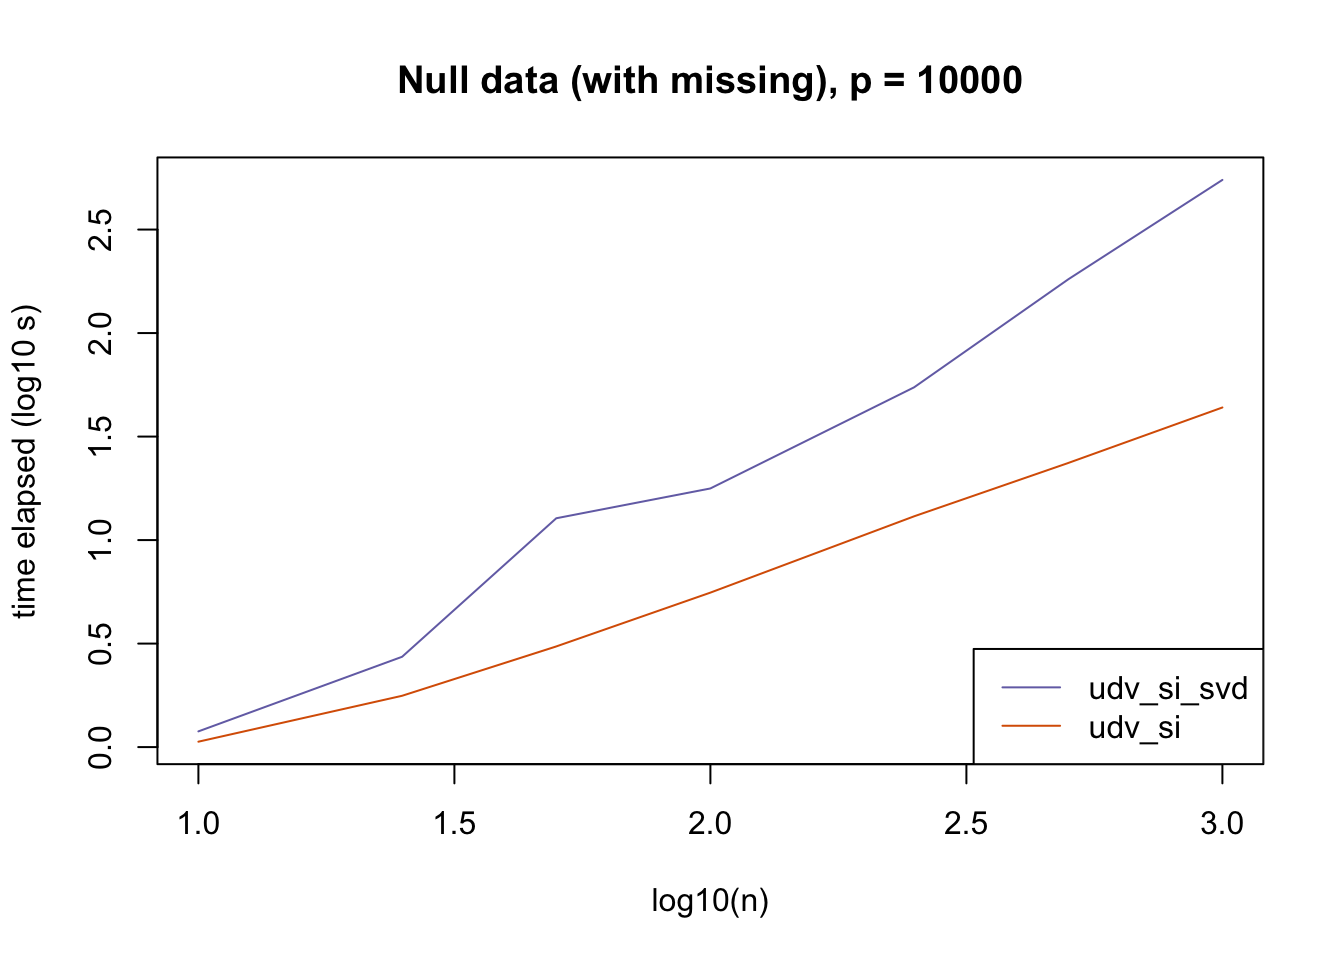 Null data (with missing), p = 10000
time elapsed (log10 s)
2.5
2.0
1.5
1.0
0.5
0.0
udv_si_svd
udv_si
1.0 1.5 2.0 2.5 3.0
log10(n)